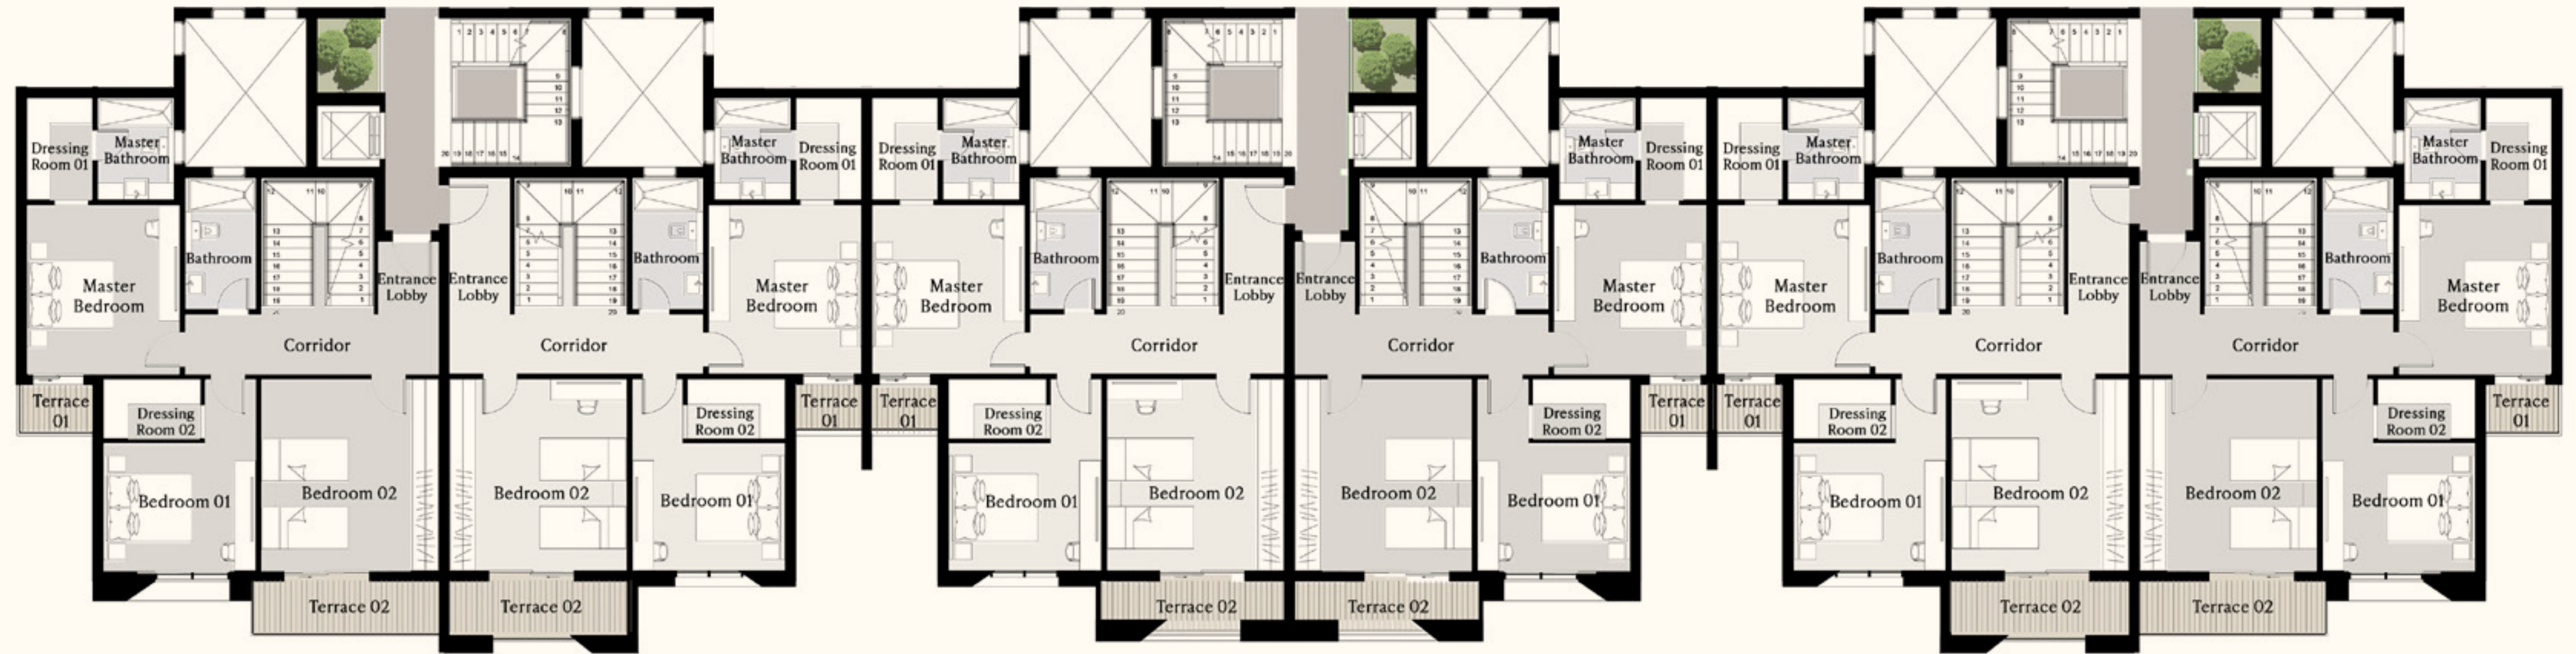 Dressing
Room 01
Master
Bathroom
Master
Bathroom
Dressing
Room 01
Dressing
Room 01
Master
Bathroom
Master
Bathroom
Dressing
Room 01
Dressing
Room 01
Master
Bathroom
Master
Bathroom
Dressing
Room 01
Master
Bedroom
Bathroom
Entrance
Lobby
Entrance
Lobby
Bathroom
Master
Bedroom
Master
Bedroom
Bathroom
Entrance
Lobby
Entrance
Lobby
Bathroom
Master
Bedroom
Master
Bedroom
Bathroom
Entrance
Lobby
Entrance
Lobby
Bathroom
Master
Bedroom
Corridor
Corridor
Corridor
Corridor
Corridor
Corridor
Terrace
01
Dressing
Room 02
Dressing
Room 02
Terrace
01
Terrace
01
Dressing
Room 02
Dressing
Room 02
Terrace
01
Terrace
01
Dressing
Room 02
Dressing
Room 02
Terrace
01
Bedroom 01
Bedroom 02
Bedroom 02
Bedroom 01
Bedroom 01
Bedroom 02
Bedroom 02
Bedroom 01
Bedroom 01
Bedroom 02
Bedroom 02
Bedroom 01
Terrace 02
Terrace 02
Terrace 02
Terrace 02
Terrace 02
Terrace 02